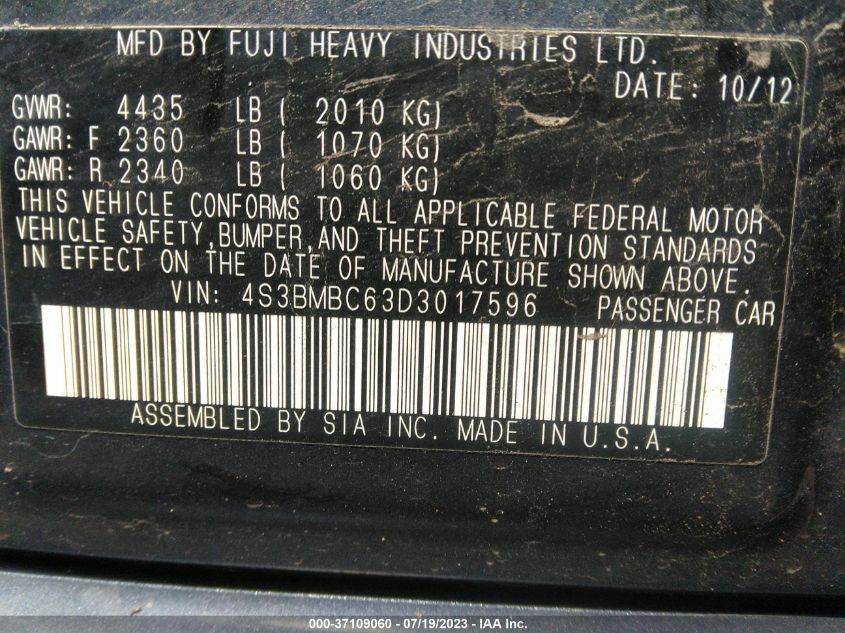 MFD BY FUJI HEAVY INDUSTRIES LTD.
DATE: 10/12
GVWR: 4435 LB ( 2010 KG)
GAWR: F 2360 LB ( 1070 KG)
GAWR: R 2340 LB ( 1060 KG)
THIS VEHICLE CONFORMS TO ALL APPLICABLE FEDERAL MOTOR
VEHICLE SAFETY, BUMPER, AND THEFT PREVENTION STANDARDS
IN EFFECT ON THE DATE OF MANUFACTURE SHOWN ABOVE.
VIN: 4S3BMBC63D3017596 PASSENGER CAR
ASSEMBLED BY SIA INC. MADE IN U.S.A.
000-37109060 - 07/19/2023 - IAA Inc.